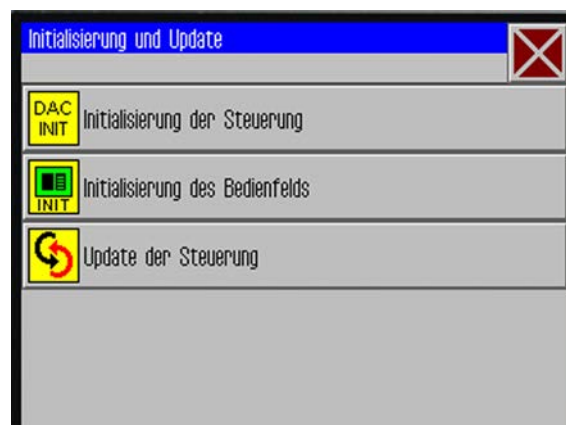 Initialisierung und Update
DAC
INIT
Initialisierung der Steuerung
INIT
Initialisierung des Bedienfelds
Update der Steuerung